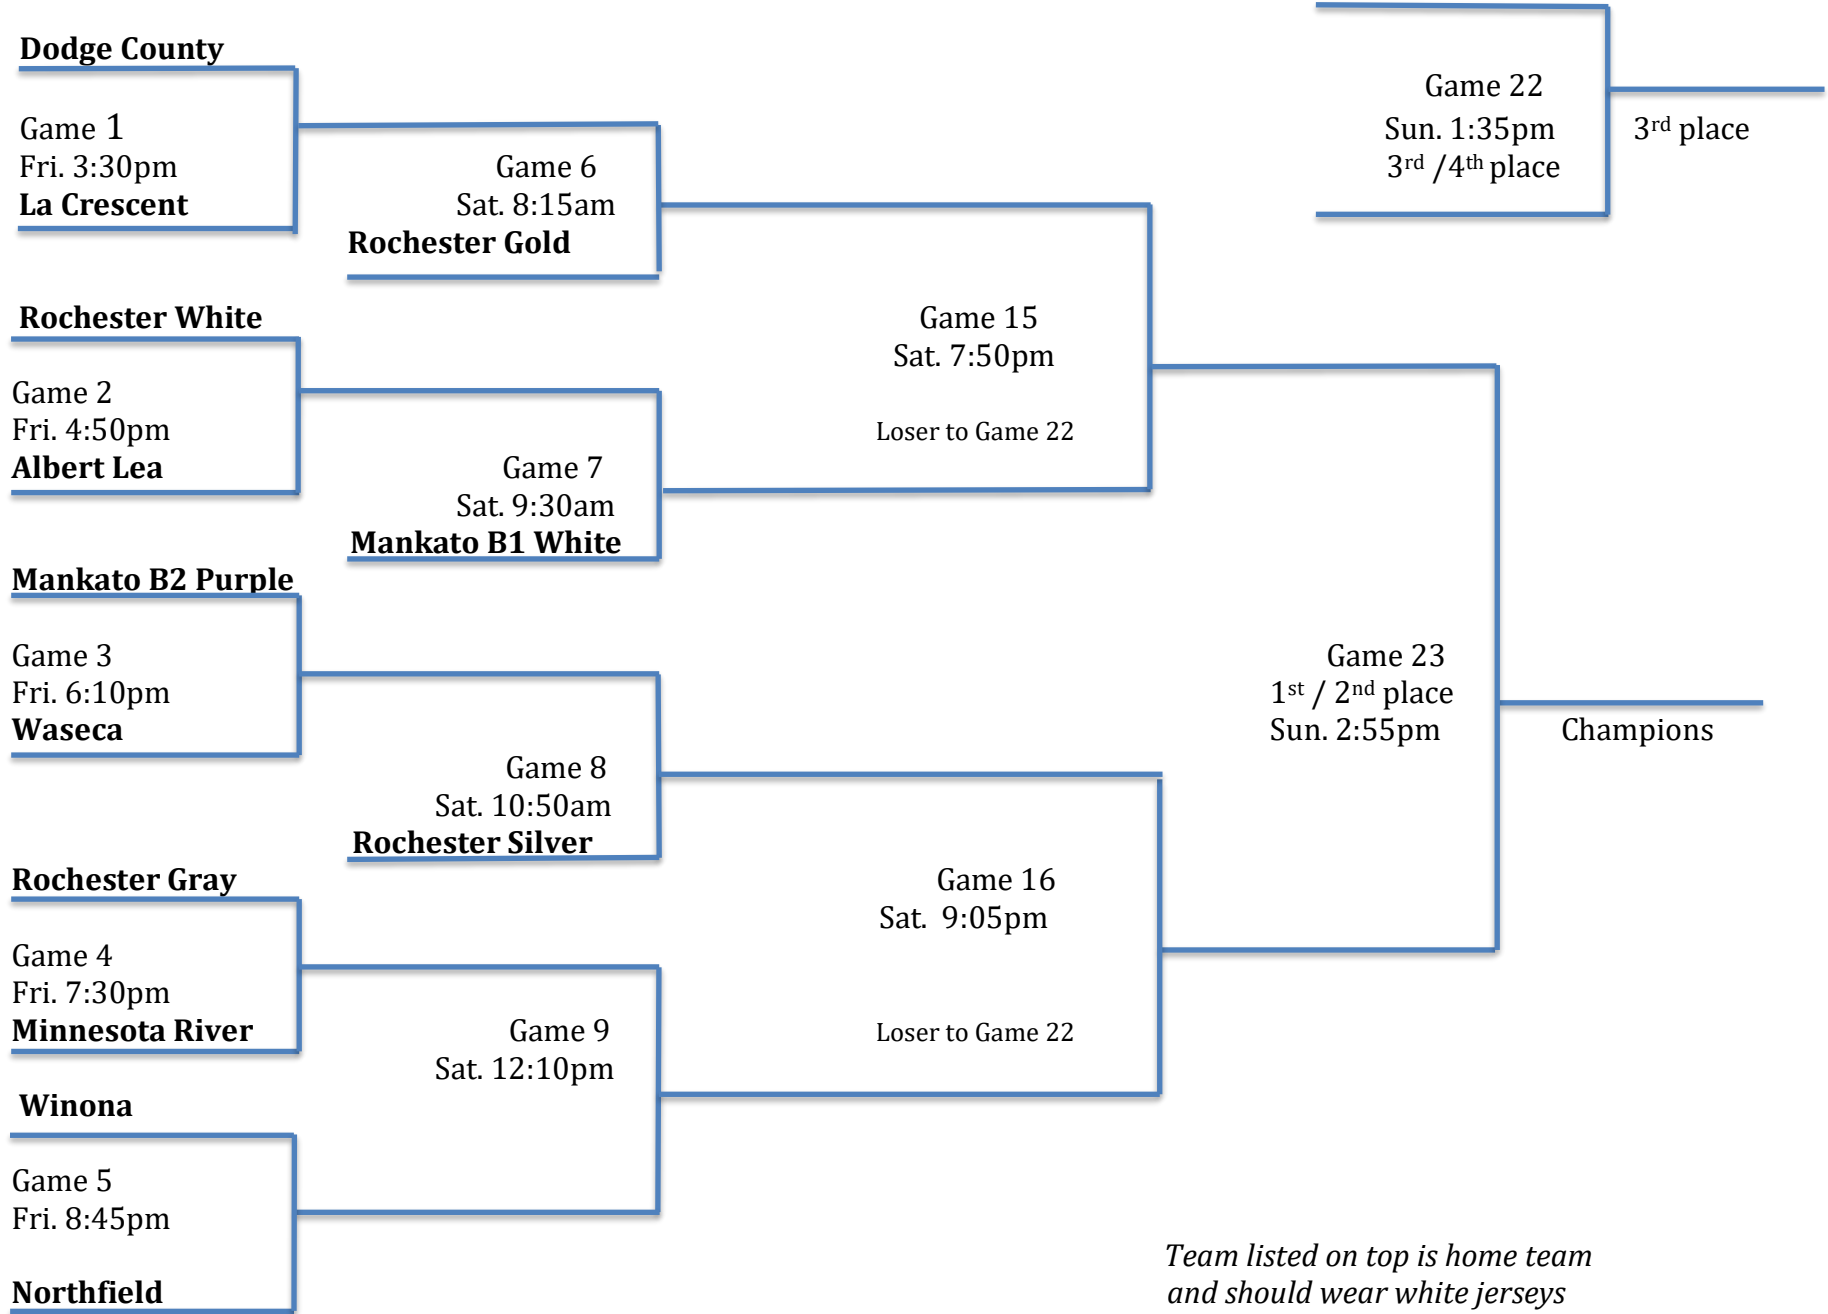 Dodge County
Game 1
Fri. 3:30pm
La Crescent
Rochester White
Game 2
Fri. 4:50pm
Albert Lea
Mankato B2 Purple
Game 3
Fri. 6:10pm
Waseca
Rochester Gray
Game 4
Fri. 7:30pm
Minnesota River
Winona
Game 5
Fri. 8:45pm
Northfield
Game 6
Sat. 8:15am
Rochester Gold
Game 7
Sat. 9:30am
Mankato B1 White
Game 8
Sat. 10:50am
Rochester Silver
Game 9
Sat. 12:10pm
Game 15
Sat. 7:50pm
Loser to Game 22
Game 16
Sat. 9:05pm
Loser to Game 22
Game 22
Sun. 1:35pm
3rd /4th place
3rd place
Game 23
1st / 2nd place
Sun. 2:55pm
Champions
Team listed on top is home team
and should wear white jerseys